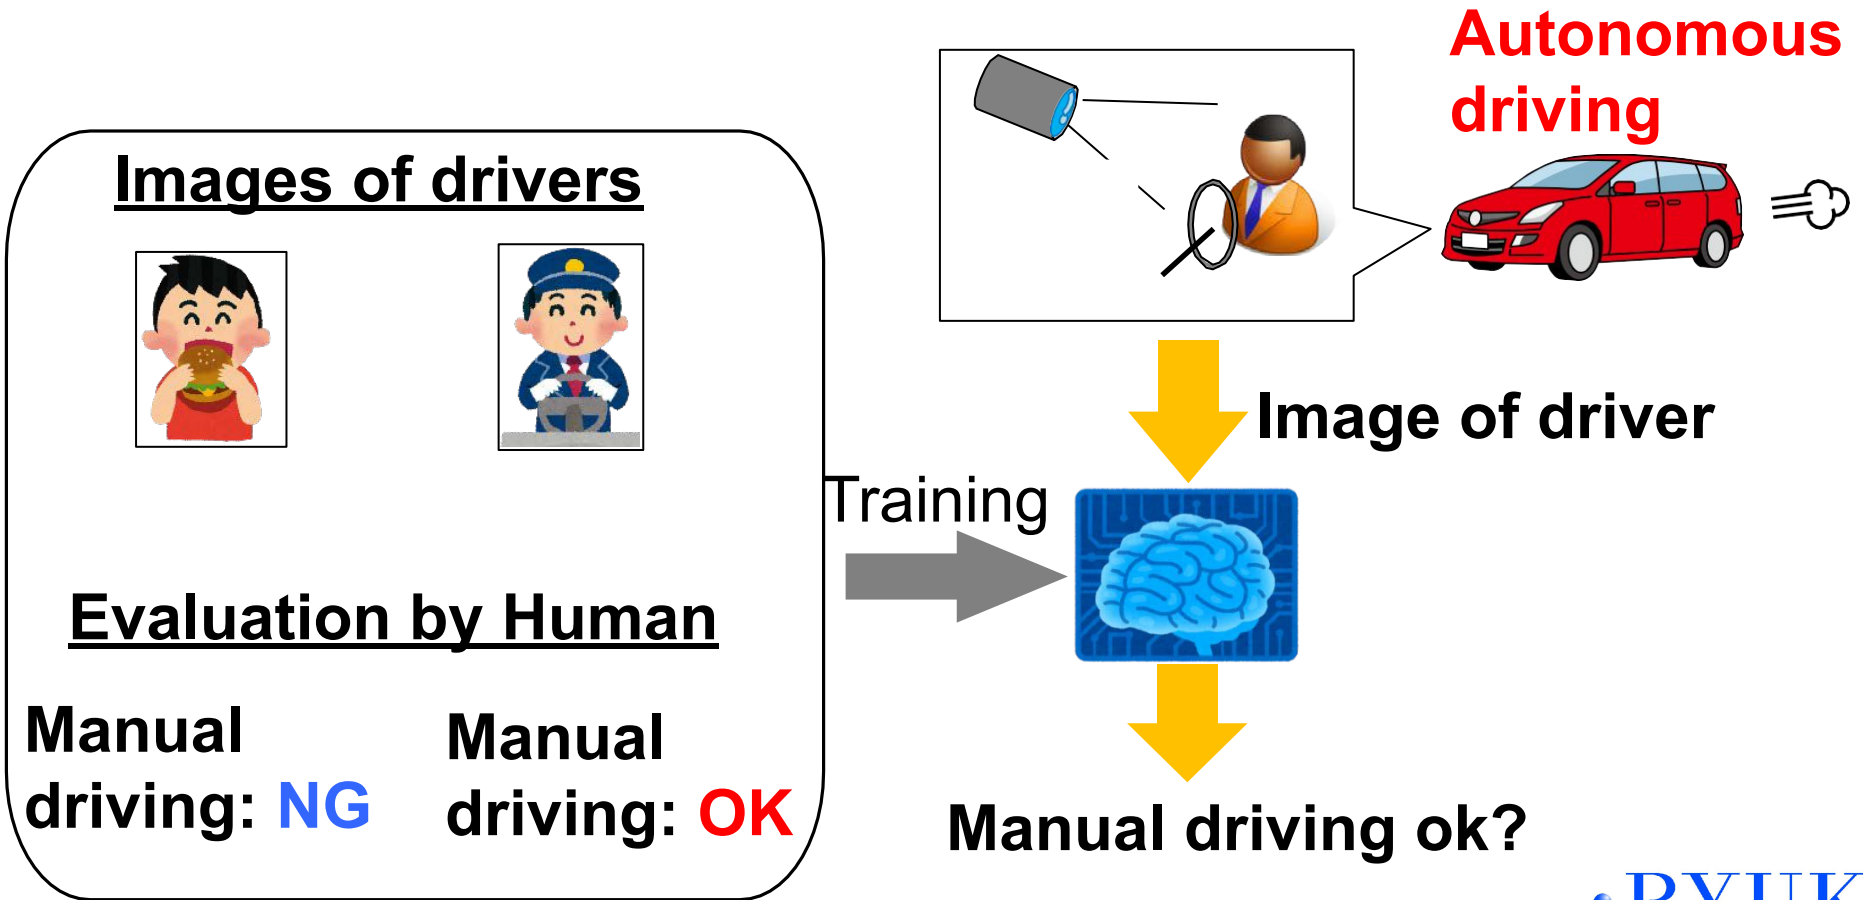 Autonomous
driving
Images of drivers
Image of driver
Training
Evaluation by Human
Manual
driving: NG
Manual
driving: OK
Manual driving ok?